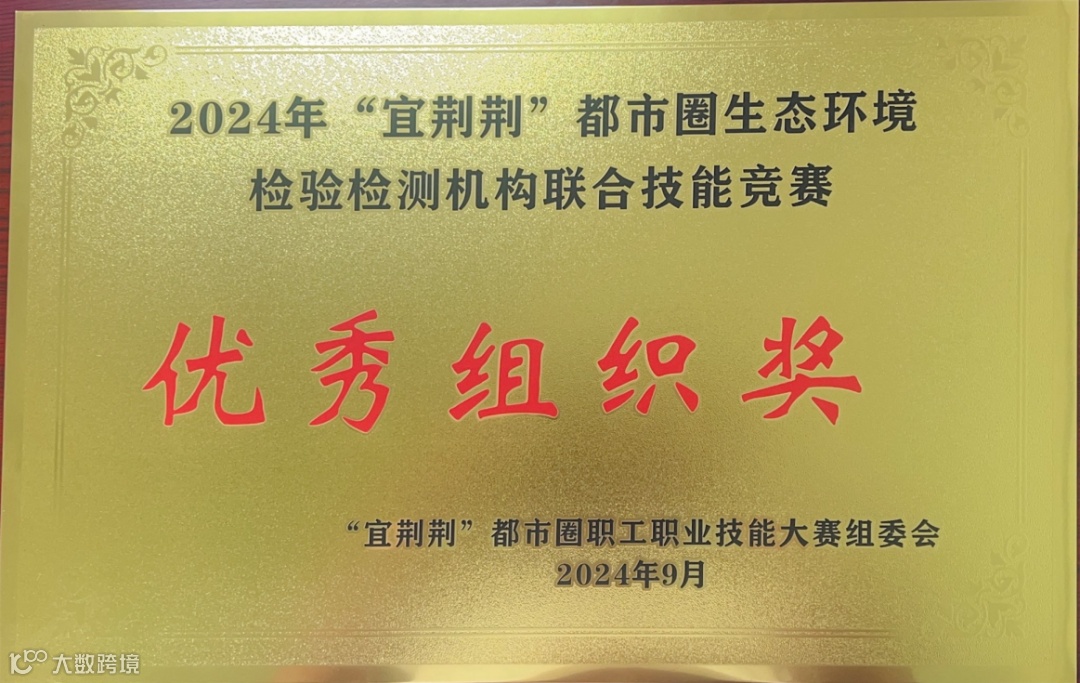 2024年“宜荆荆”都市圈生态环境
检验检测机构联合技能竞赛
优秀组织奖
“宜荆荆”都市圈职工职业技能大赛组委会
2024年9月
大数跨境